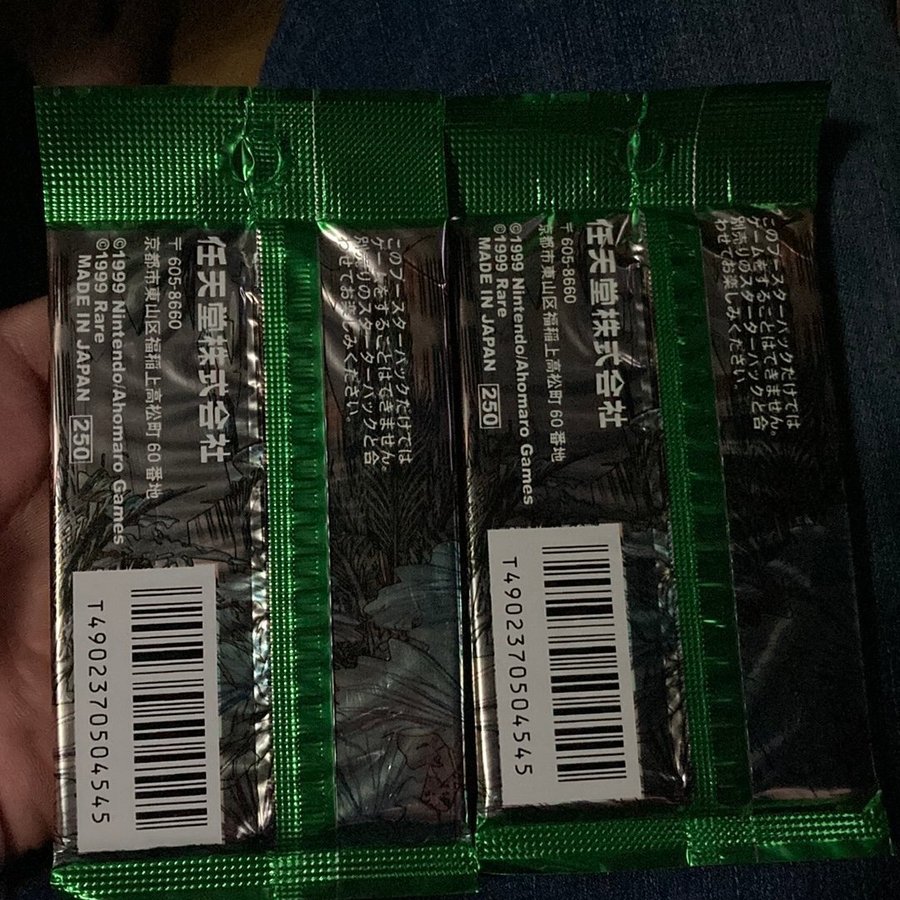 このブースターパックだけでは
ゲームをすることはできません。
別売りのスターターパックと合
わせてお楽しみください。
任天堂株式会社
〒605-8660
京都市東山区福稲上高松町60番地
©1999 Nintendo/Ahomaro Games
©1999 Rare
MADE IN JAPAN 250
T4902370504545
このブースターパックだけでは
ゲームをすることはできません。
別売りのスターターパックと合
わせてお楽しみください。
任天堂株式会社
〒605-8660
京都市東山区福稲上高松町60番地
©1999 Nintendo/Ahomaro Games
©1999 Rare
MADE IN JAPAN 250
T4902370504545